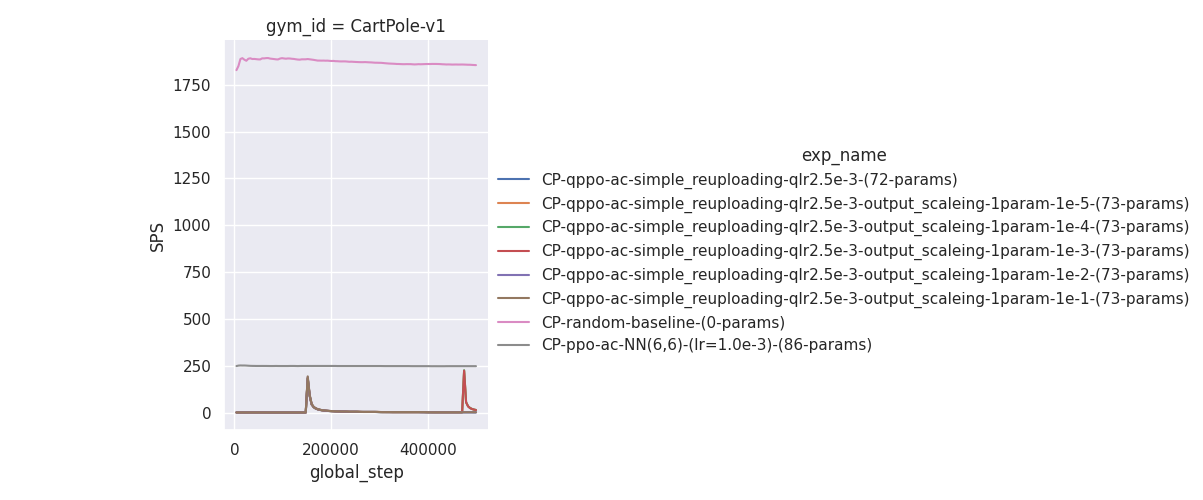 gym_id = CartPole-v1
1750
1500
1250
1000
750
500
250
0
SPS
0
200000
400000
global_step
exp_name
CP-qppo-ac-simple_reuploading-qlr2.5e-3-(72-params)
CP-qppo-ac-simple_reuploading-qlr2.5e-3-output_scaleing-1param-1e-5-(73-params)
CP-qppo-ac-simple_reuploading-qlr2.5e-3-output_scaleing-1param-1e-4-(73-params)
CP-qppo-ac-simple_reuploading-qlr2.5e-3-output_scaleing-1param-1e-3-(73-params)
CP-qppo-ac-simple_reuploading-qlr2.5e-3-output_scaleing-1param-1e-2-(73-params)
CP-qppo-ac-simple_reuploading-qlr2.5e-3-output_scaleing-1param-1e-1-(73-params)
CP-random-baseline-(0-params)
CP-ppo-ac-NN(6,6)-(lr=1.0e-3)-(86-params)